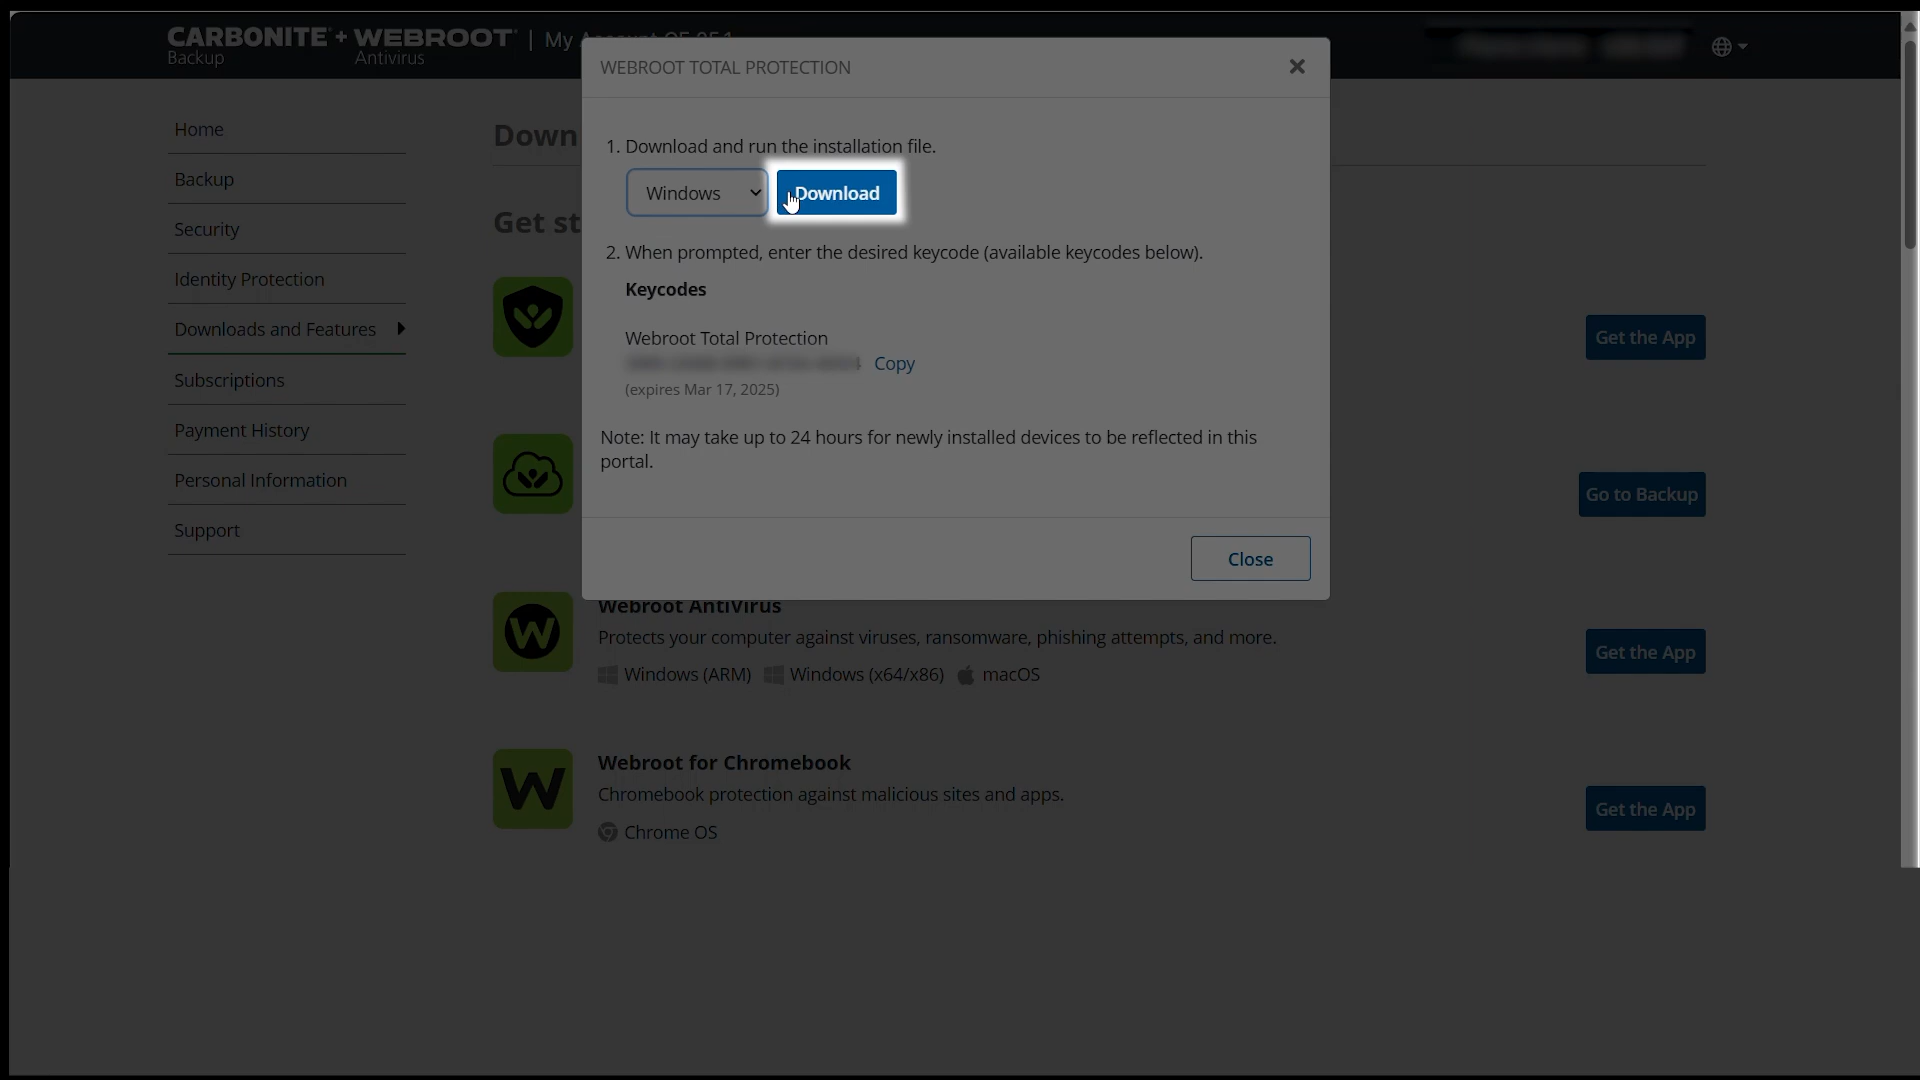 CARBONITE + WEBROOT | My Account
Backup Antivirus
WEBROOT TOTAL PROTECTION
Home
Backup
Security
Identity Protection
Downloads and Features
Subscriptions
Payment History
Personal Information
Support
Down
Get st
1. Download and run the installation file.
Windows Download
2. When prompted, enter the desired keycode (available keycodes below).
Keycodes
Webroot Total Protection
Copy
(expires Mar 17, 2025)
Note: It may take up to 24 hours for newly installed devices to be reflected in this
portal.
Close
Get the App
Go to Backup
Webroot AntiVirus
Protects your computer against viruses, ransomware, phishing attempts, and more.
Windows (ARM) Windows (x64/x86) macOS
Get the App
Webroot for Chromebook
Chromebook protection against malicious sites and apps.
Chrome OS
Get the App